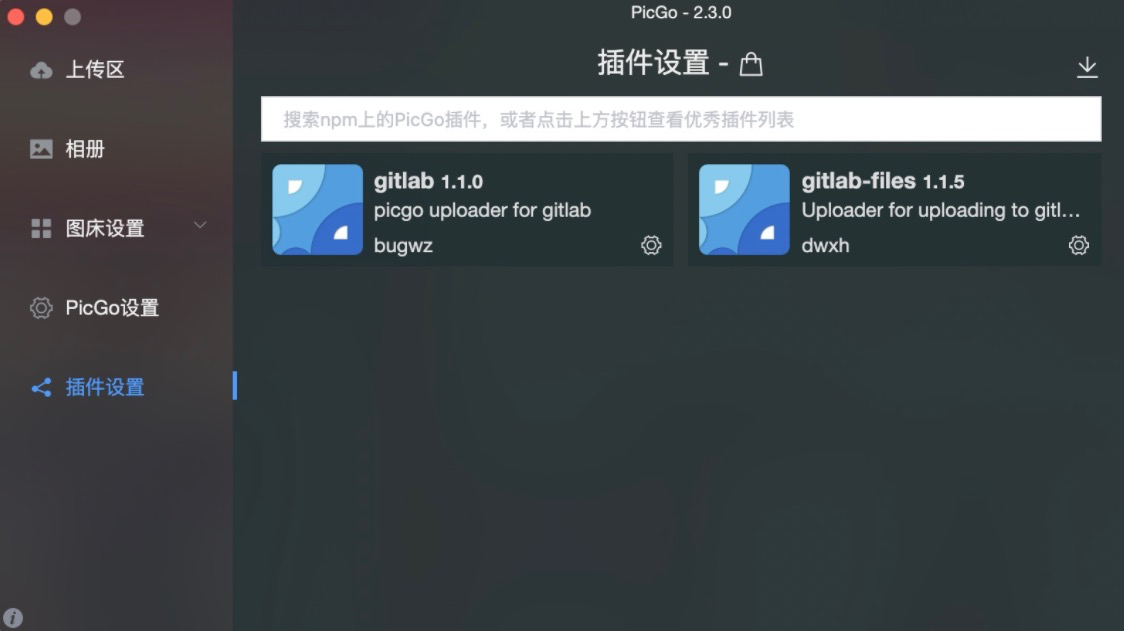 PicGo - 2.3.0
上传区
相册
图床设置
PicGo设置
插件设置
插件设置 -
搜索npm上的PicGo插件，或者点击上方按钮查看优秀插件列表
gitlab 1.1.0
picgo uploader for gitlab
bugwz
gitlab-files 1.1.5
Uploader for uploading to gitl...
dwxh